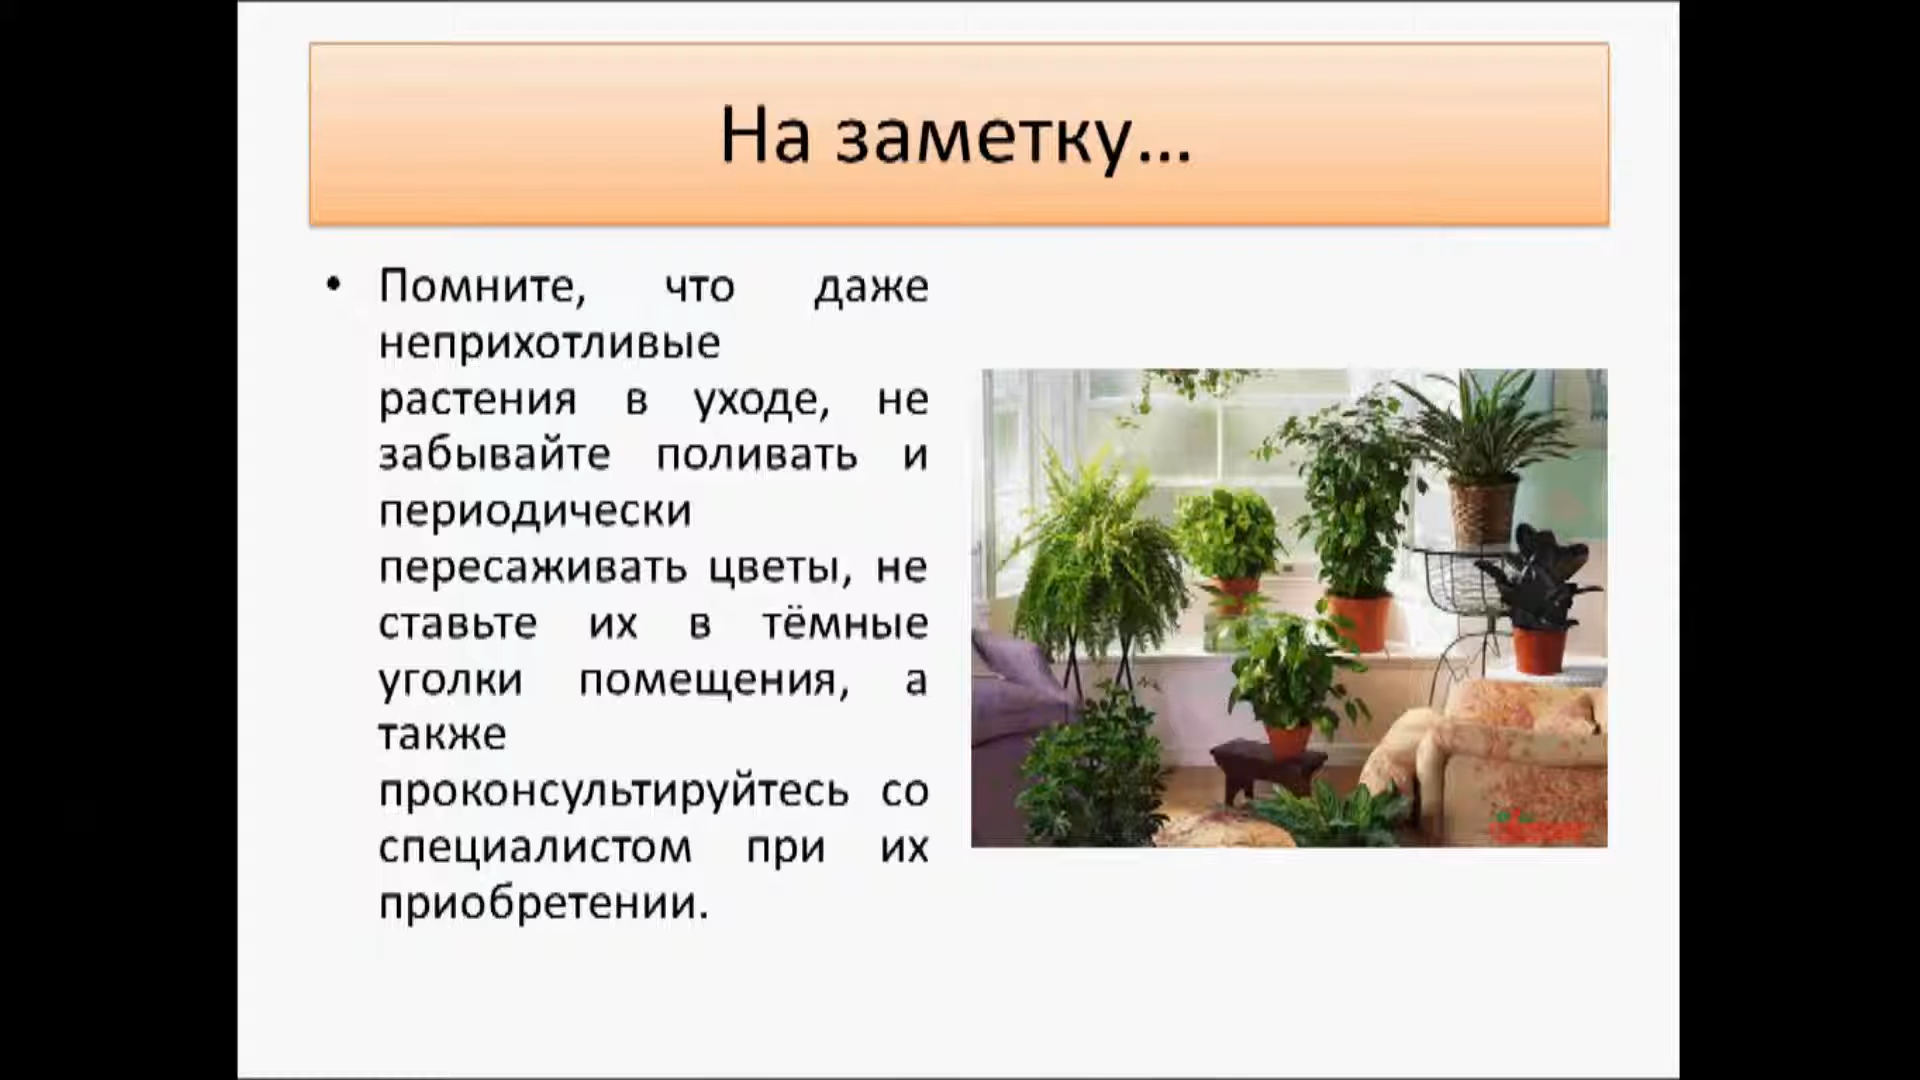 На заметку...
• Помните, что даже
неприхотливые
растения в уходе, не
забывайте поливать и
периодически
пересаживать цветы, не
ставьте их в тёмные
уголки помещения, а
также
проконсультируйтесь со
специалистом при их
приобретении.